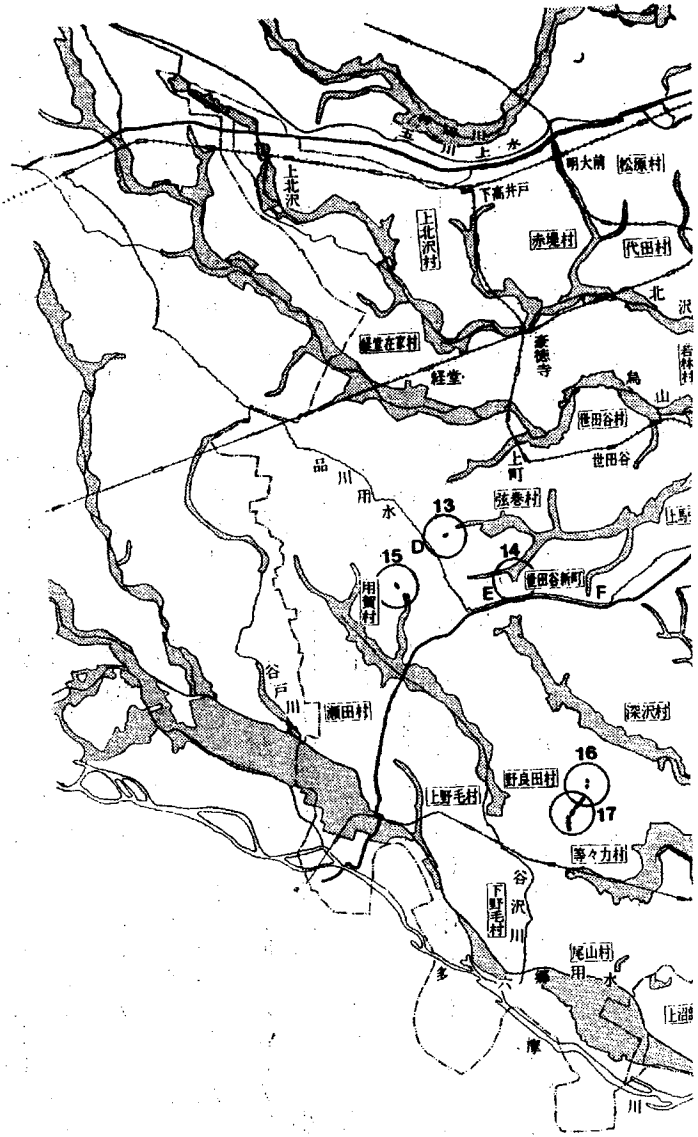 玉川上水
明大前
松原村
上北沢
下高井戸
上北沢村
赤堤村
代田村
北沢
豪徳寺
経堂在家村
経堂
若林村
烏山
世田谷村
上町
世田谷
品川用水
弦巻村
13
D
15
14
用賀村
世田谷新町
E
F
谷戸川
瀬田村
深沢村
16
上野毛村
野良田村
17
等々力村
下野毛村
谷沢川
尾山村
六郷用水
多摩川